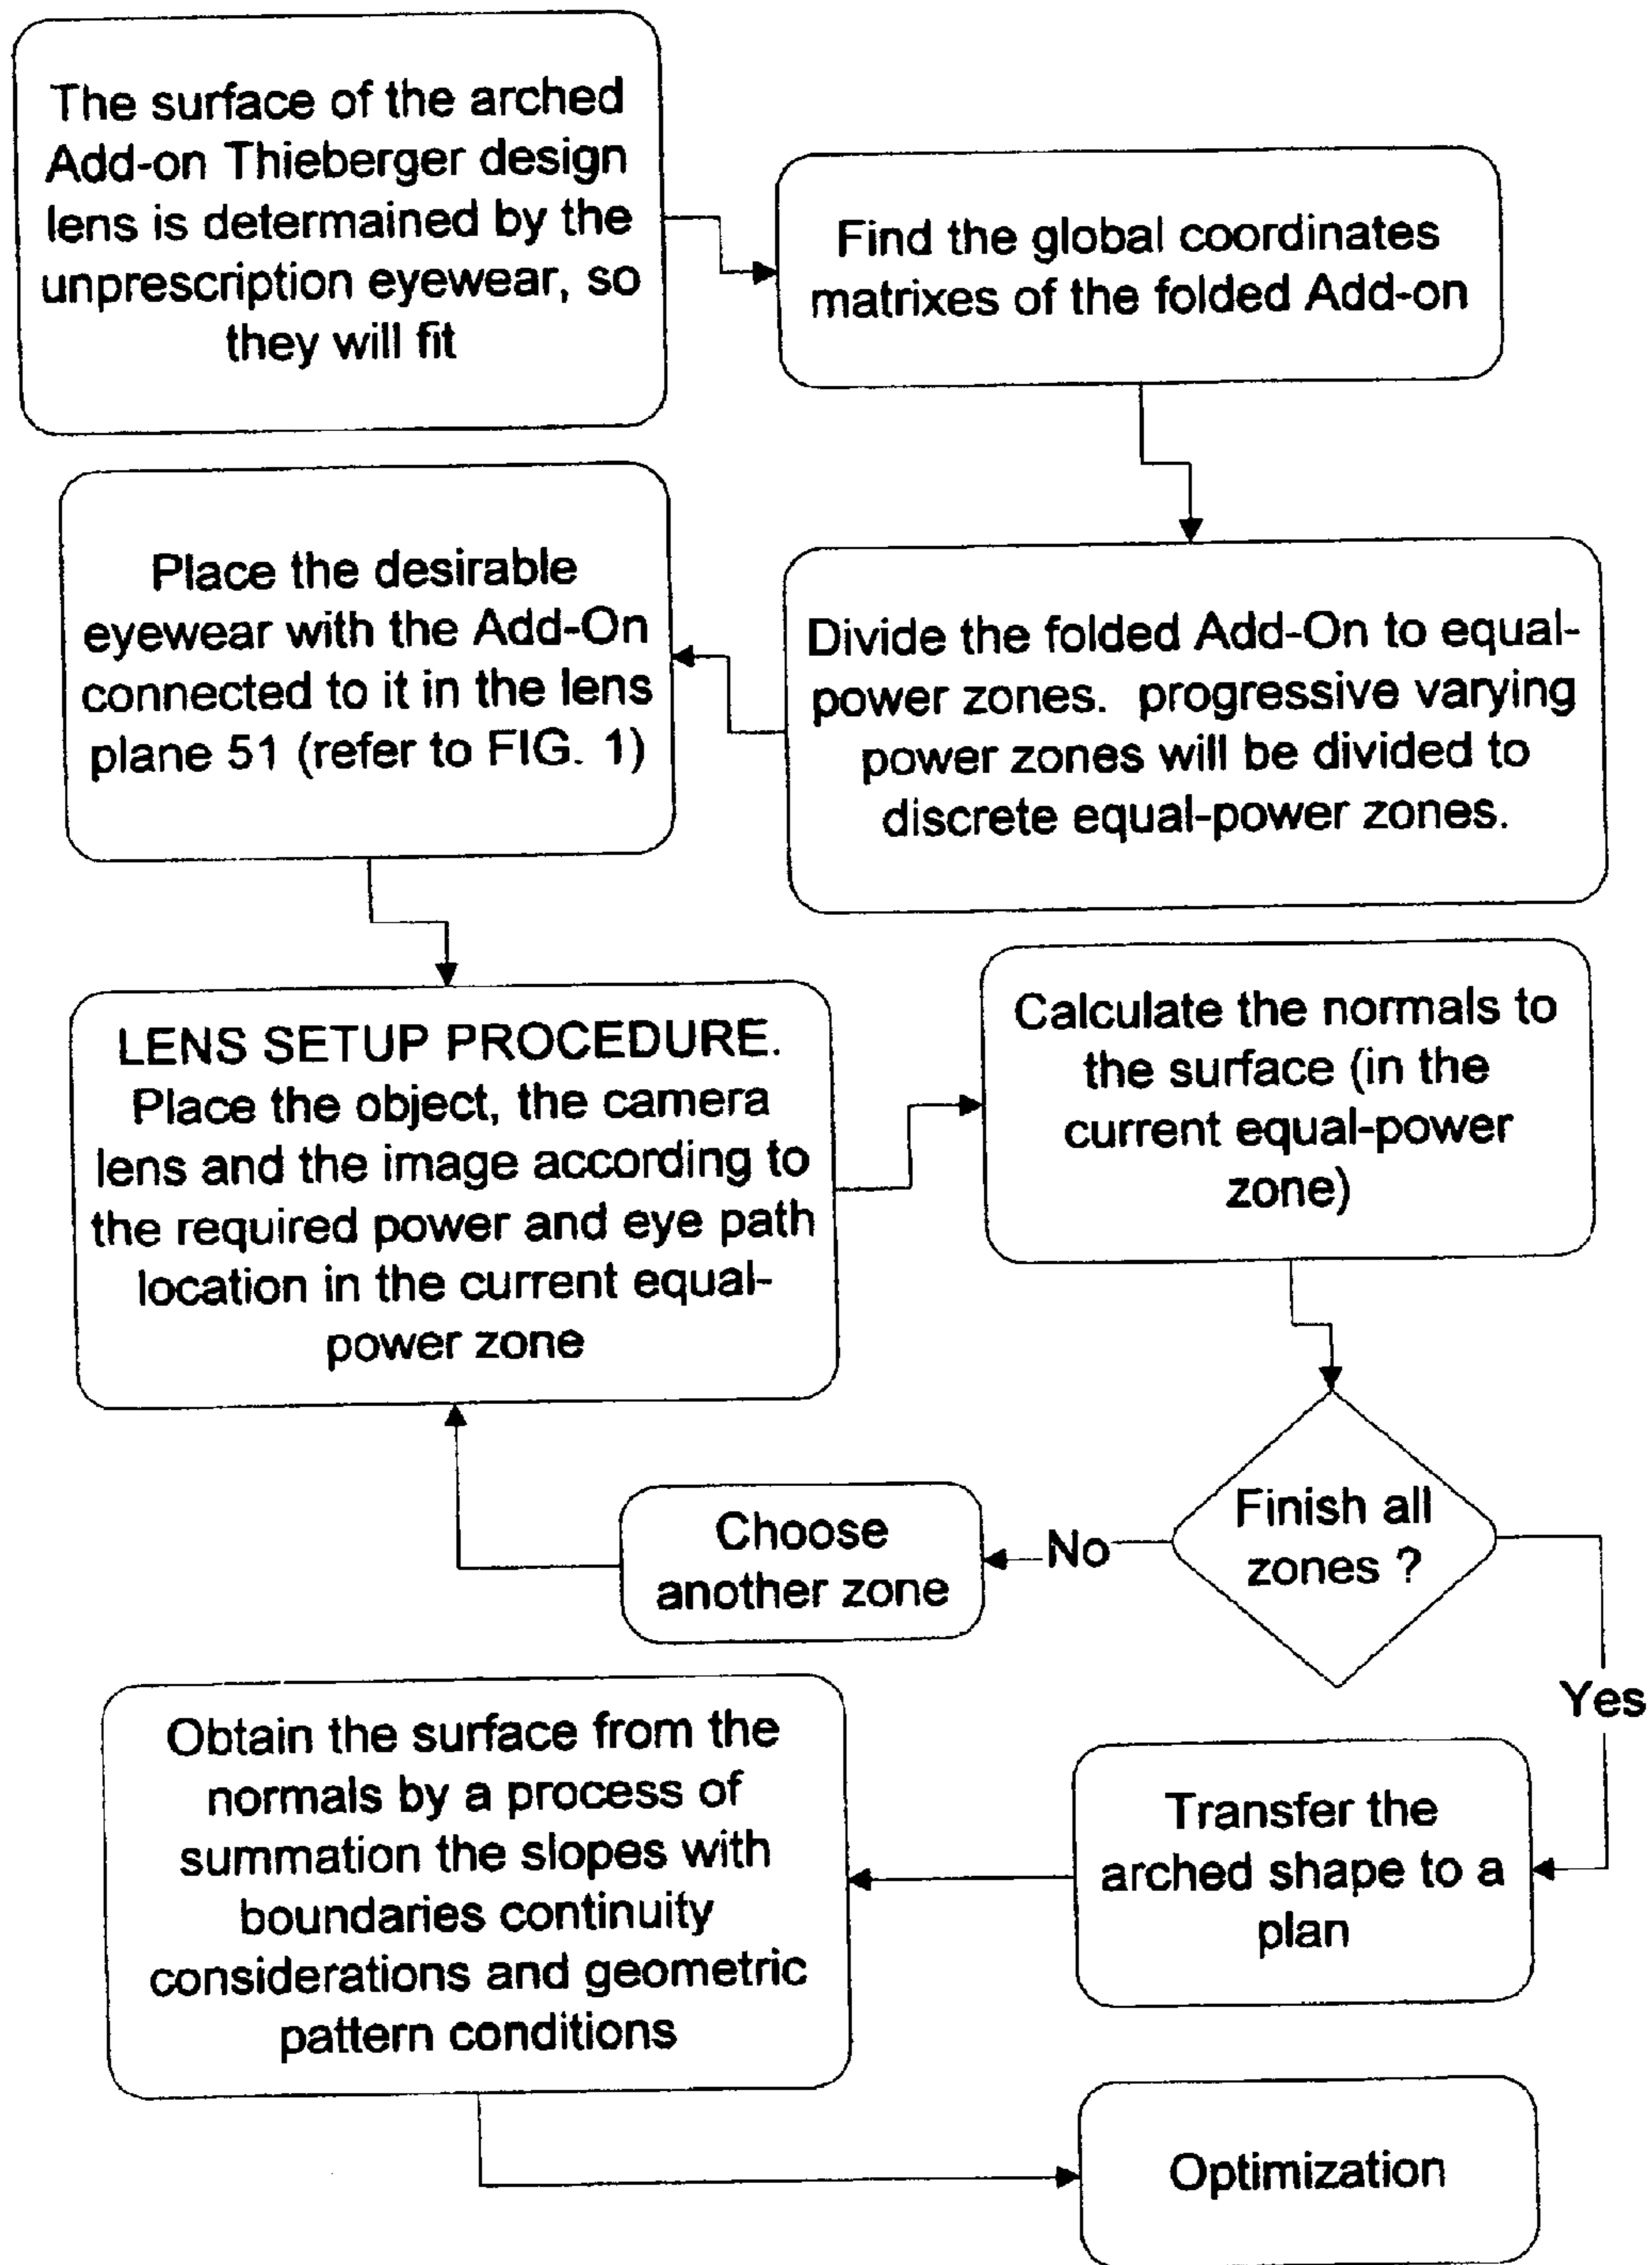 The surface of the arched
Add-on Thieberger design
lens is determained by the
unprescription eyewear, so
they will fit
Find the global coordinates
matrixes of the folded Add-on
Divide the folded Add-On to equal-
power zones. progressive varying
power zones will be divided to
discrete equal-power zones.
Place the desirable
eyewear with the Add-On
connected to it in the lens
plane 51 (refer to FIG. 1)
LENS SETUP PROCEDURE.
Place the object, the camera
lens and the image according to
the required power and eye path
location in the current equal-
power zone
Calculate the normals to
the surface (in the
current equal-power
zone)
Finish all
zones ?
No
Choose
another zone
Yes
Transfer the
arched shape to a
plan
Obtain the surface from the
normals by a process of
summation the slopes with
boundaries continuity
considerations and geometric
pattern conditions
Optimization